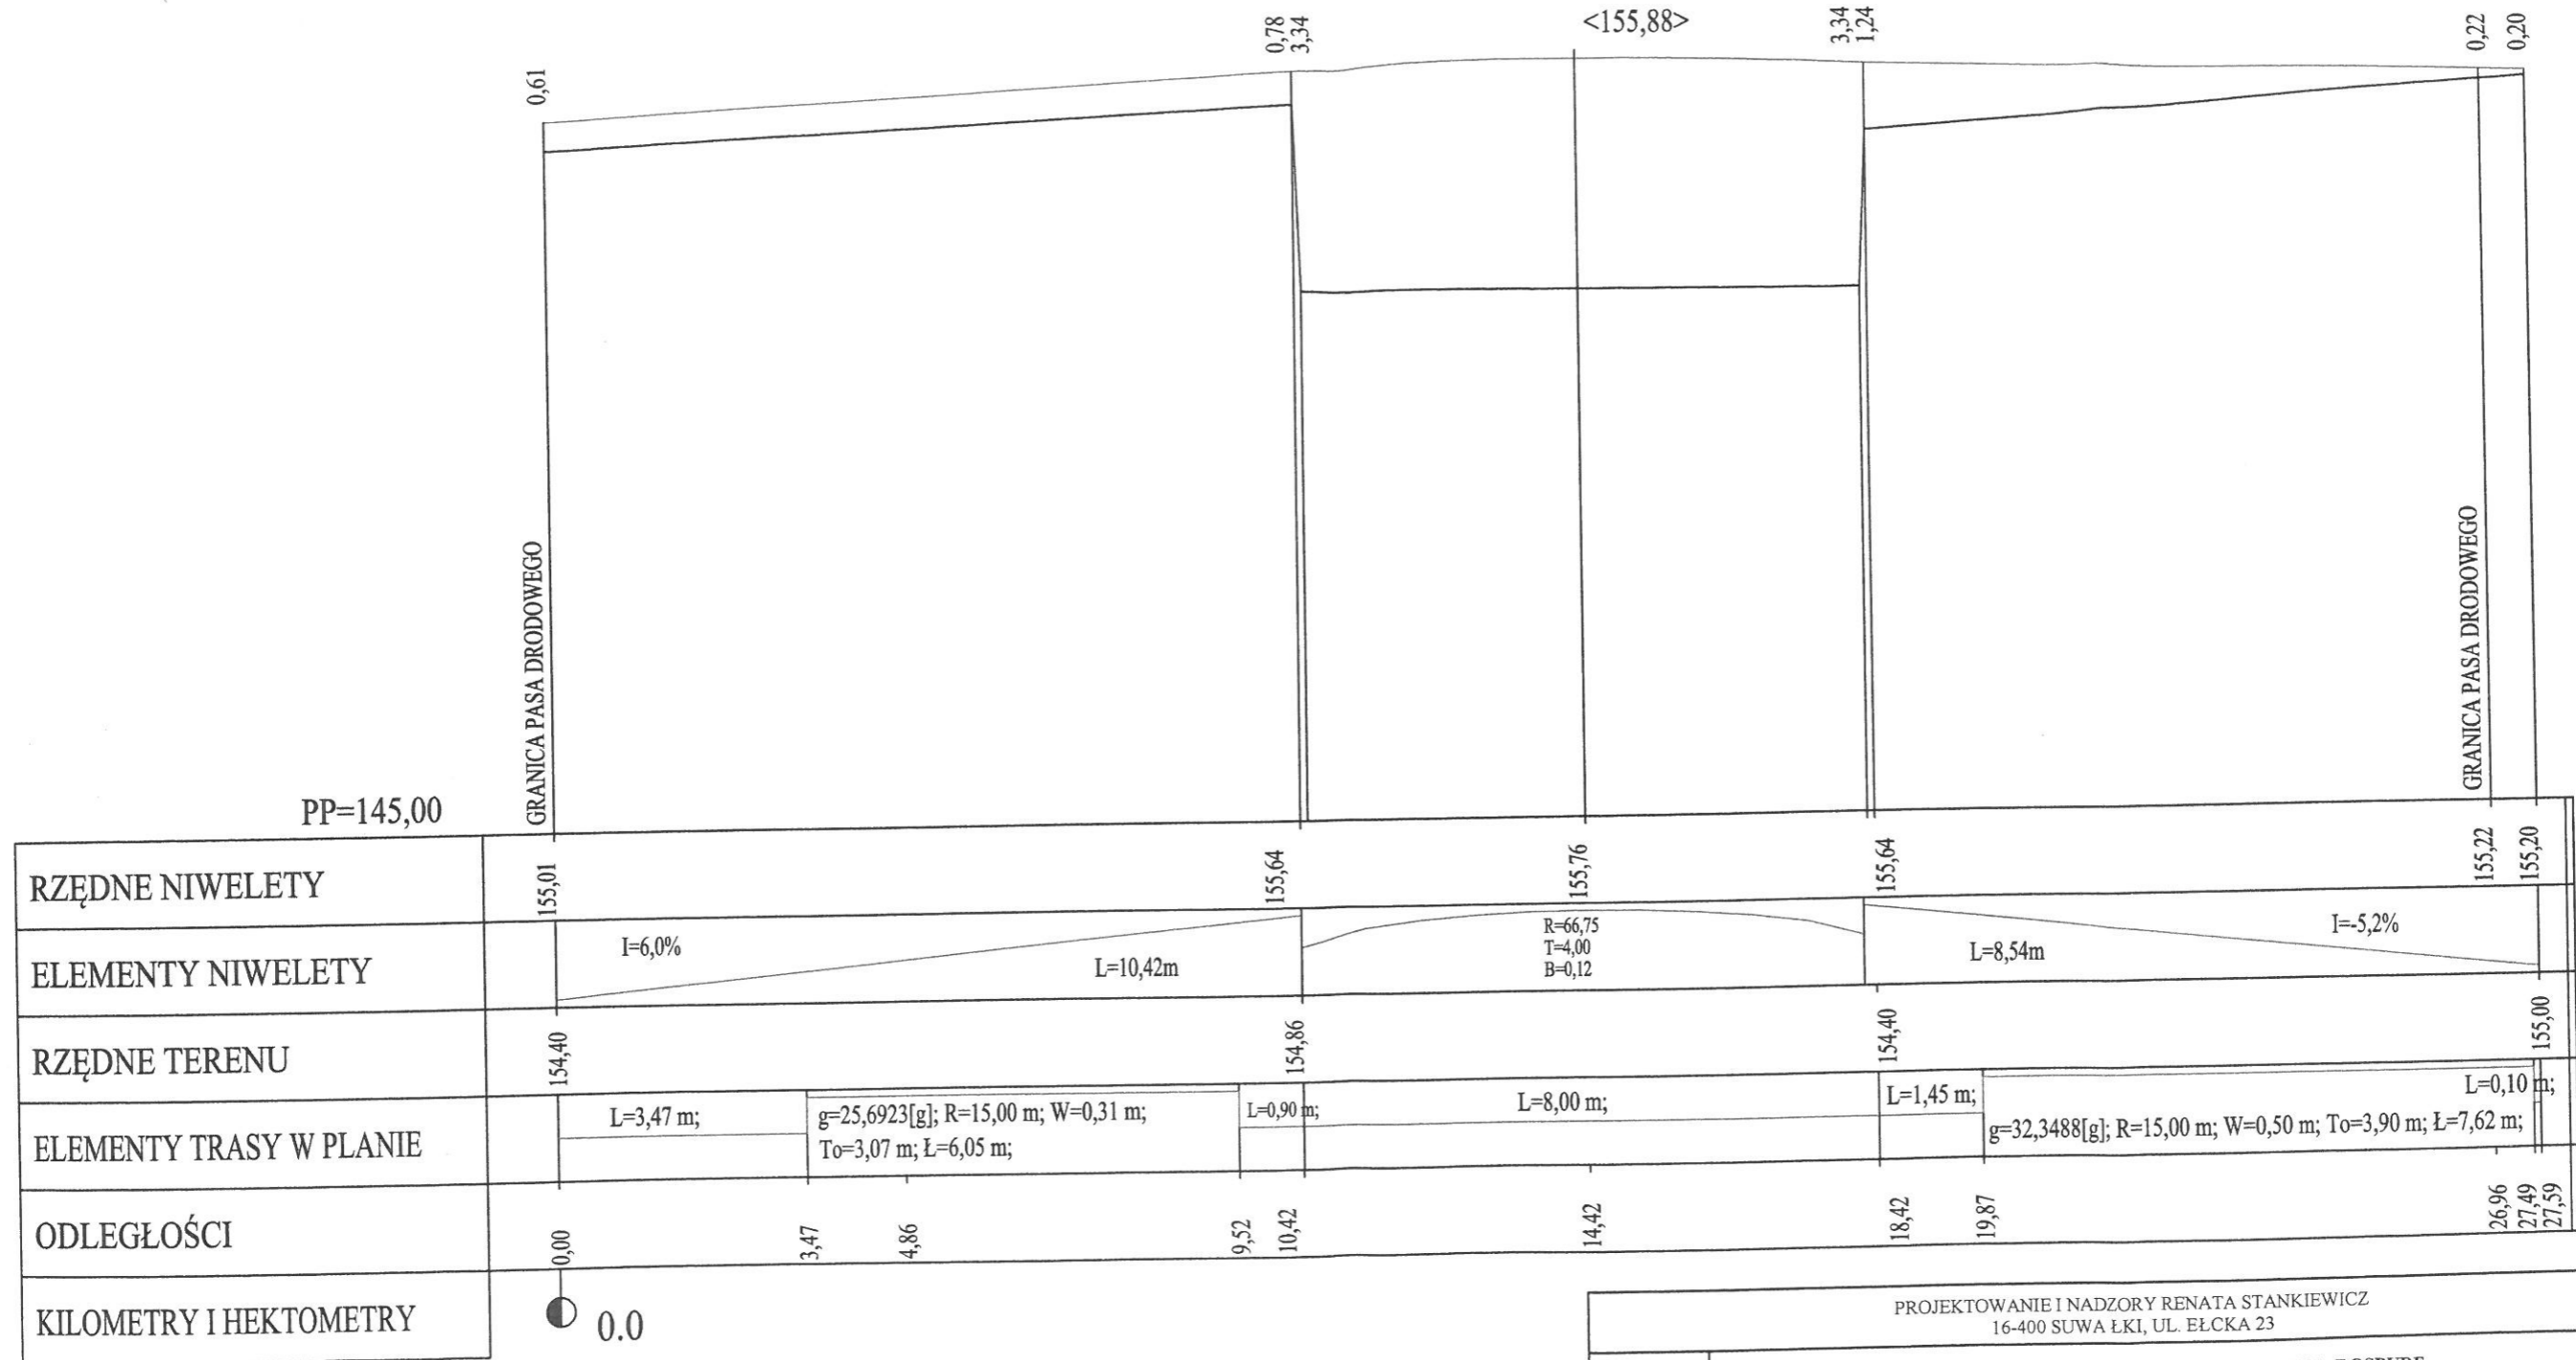 0,61
0,78
3,34
<155,88>
3,34
1,24
0,22
0,20
GRANICA PASA DRODOWEGO
GRANICA PASA DRODOWEGO
PP=145,00
RZĘDNE NIWELETY
155,01
155,64
155,76
155,64
155,22
155,20
ELEMENTY NIWELETY
I=6,0%
L=10,42m
R=66,75
T=4,00
B=0,12
L=8,54m
I=-5,2%
RZĘDNE TERENU
154,40
154,86
154,40
155,00
ELEMENTY TRASY W PLANIE
L=3,47 m;
g=25,6923[g]; R=15,00 m; W=0,31 m;
To=3,07 m; Ł=6,05 m;
L=0,90 m;
L=8,00 m;
L=1,45 m;
g=32,3488[g]; R=15,00 m; W=0,50 m; To=3,90 m; Ł=7,62 m;
L=0,10 m;
ODLEGŁOŚCI
0,00
3,47
4,86
9,52
10,42
14,42
18,42
19,87
26,96
27,49
27,59
KILOMETRY I HEKTOMETRY
0.0
PROJEKTOWANIE I NADZORY RENATA STANKIEWICZ
16-400 SUWA ŁKI, UL. EŁCKA 23